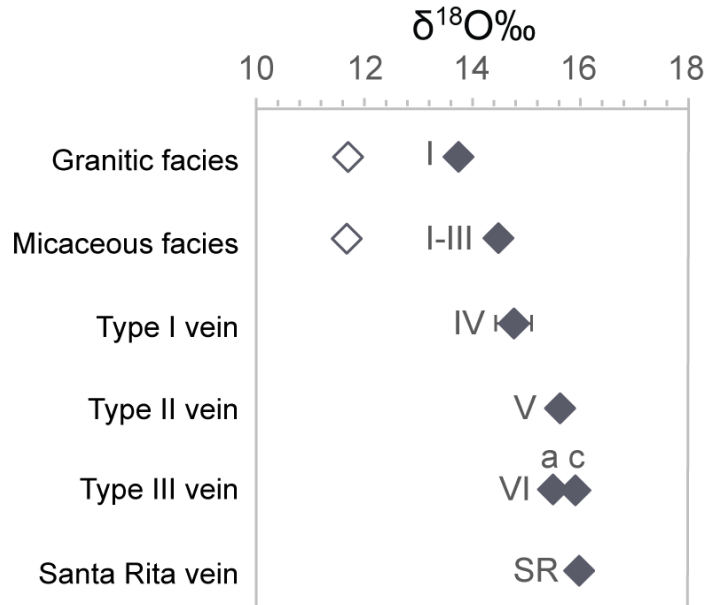 δ¹⁸O‰
10 12 14 16 18
Granitic facies I
Micaceous facies I-III
Type I vein IV
Type II vein V
a c
Type III vein VI
Santa Rita vein SR